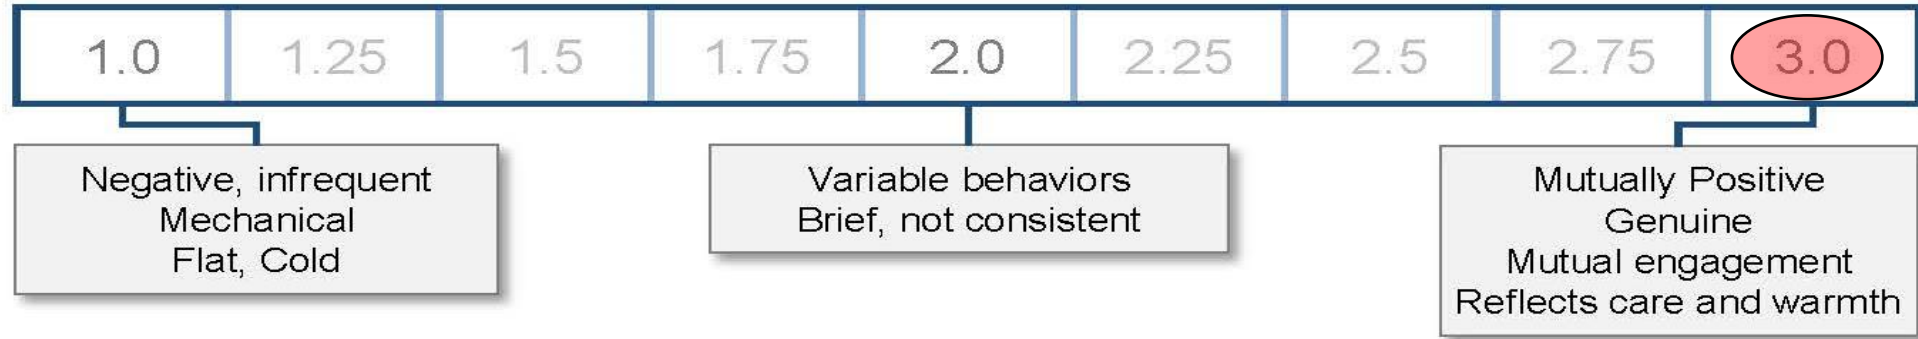 1.0 1.25 1.5 1.75 2.0 2.25 2.5 2.75 3.0
Negative, infrequent
Mechanical
Flat, Cold
Variable behaviors
Brief, not consistent
Mutually Positive
Genuine
Mutual engagement
Reflects care and warmth